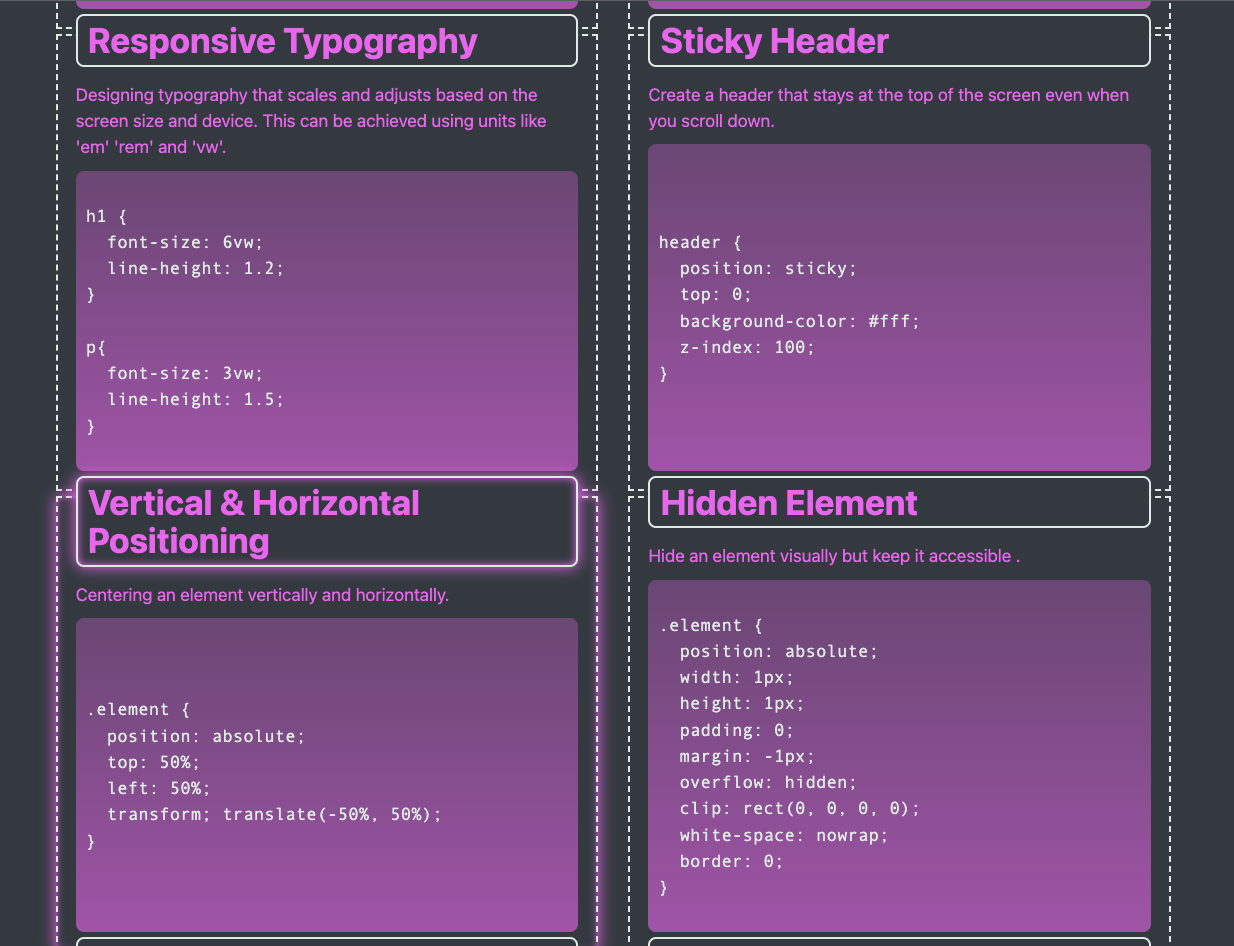 Responsive Typography
Designing typography that scales and adjusts based on the
screen size and device. This can be achieved using units like
'em' 'rem' and 'vw'.
h1 {
  font-size: 6vw;
  line-height: 1.2;
}
p{
  font-size: 3vw;
  line-height: 1.5;
}
Sticky Header
Create a header that stays at the top of the screen even when
you scroll down.
header {
  position: sticky;
  top: 0;
  background-color: #fff;
  z-index: 100;
}
Vertical & Horizontal
Positioning
Centering an element vertically and horizontally.
.element {
  position: absolute;
  top: 50%;
  left: 50%;
  transform; translate(-50%, 50%);
}
Hidden Element
Hide an element visually but keep it accessible .
.element {
  position: absolute;
  width: 1px;
  height: 1px;
  padding: 0;
  margin: -1px;
  overflow: hidden;
  clip: rect(0, 0, 0, 0);
  white-space: nowrap;
  border: 0;
}